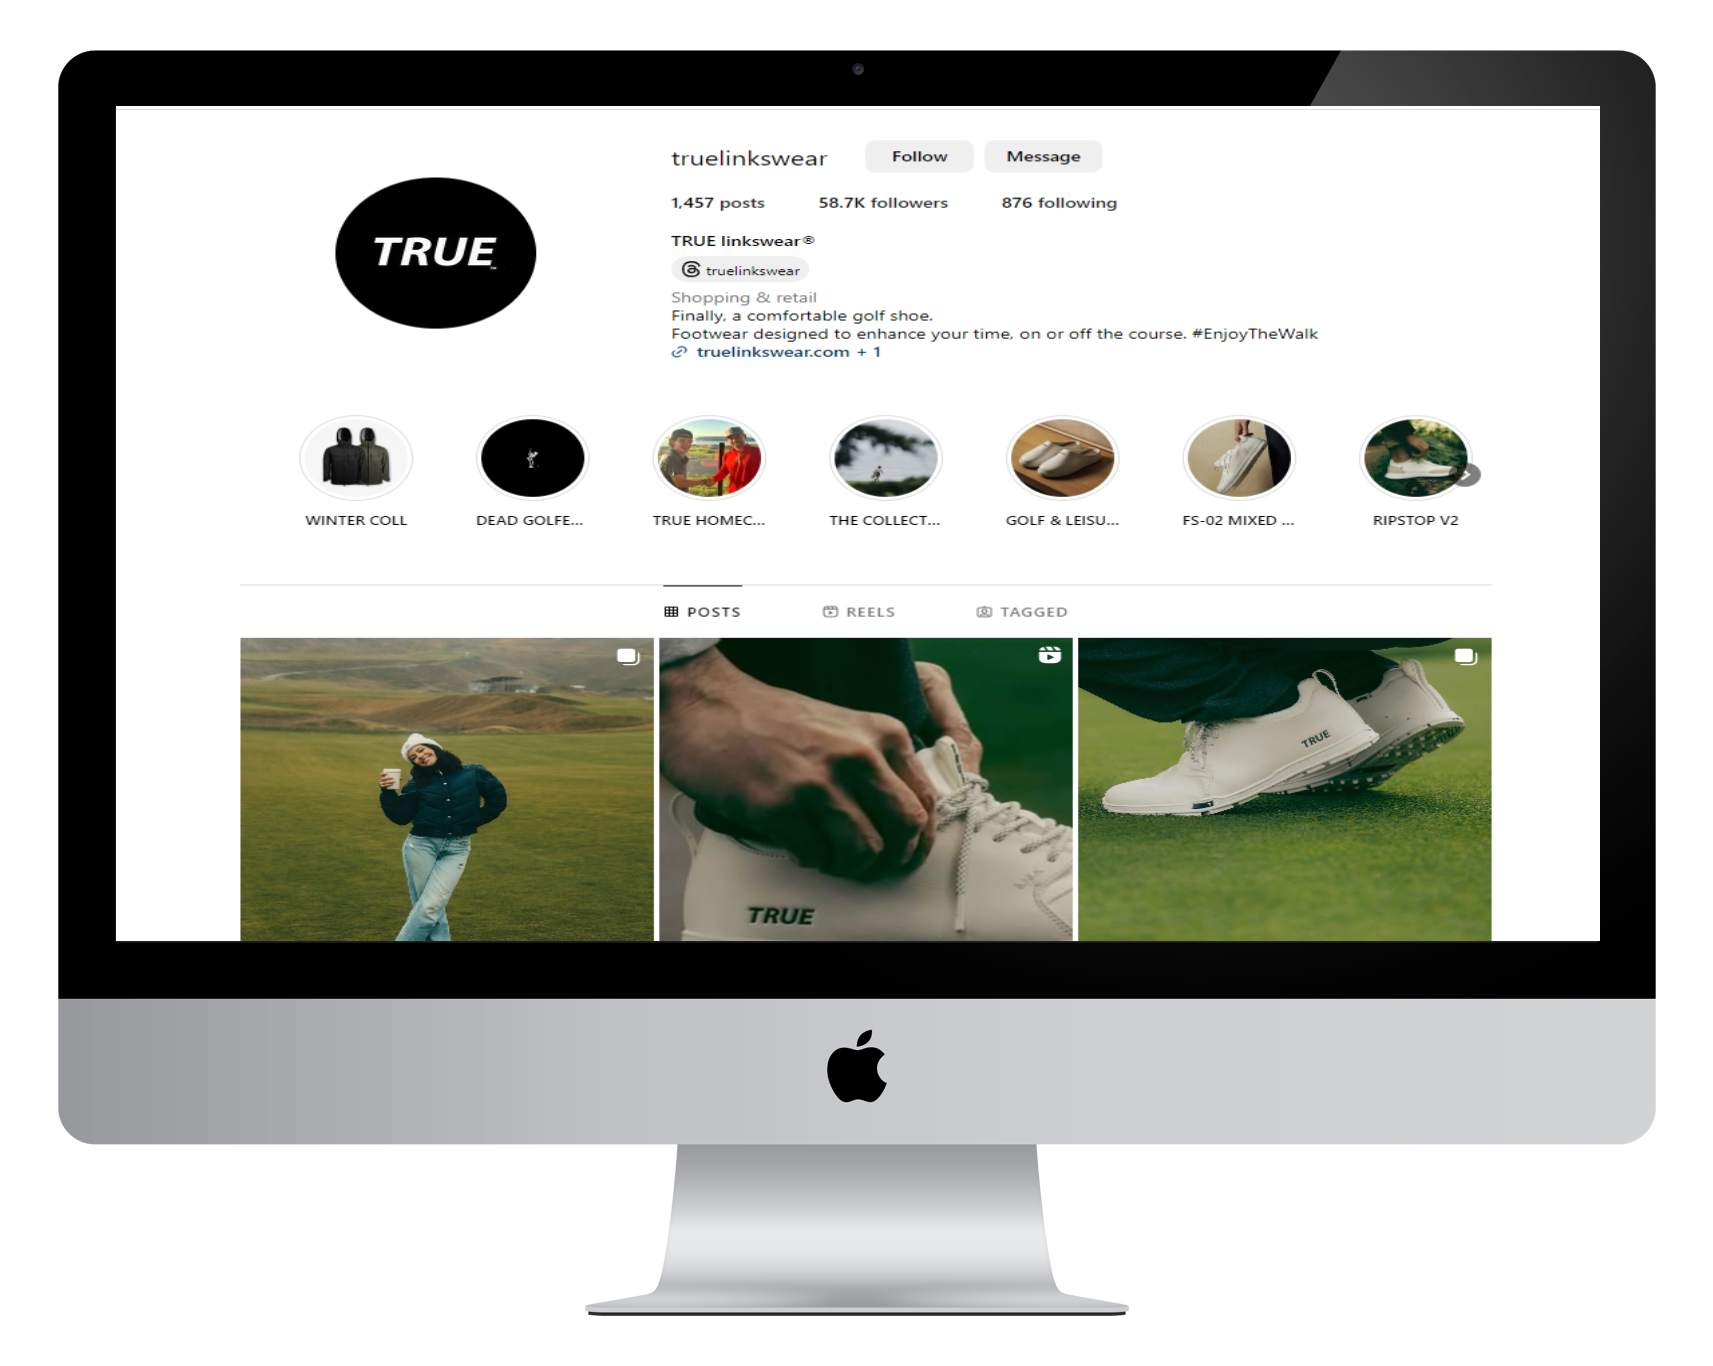 truelinkswear Follow Message
1,457 posts 58.7K followers 876 following
TRUE
TRUE linkswear®
truelinkswear
Shopping & retail
Finally, a comfortable golf shoe.
Footwear designed to enhance your time, on or off the course. #EnjoyTheWalk
truelinkswear.com + 1
WINTER COLL DEAD GOLFE... TRUE HOMEC... THE COLLECT... GOLF & LEISU... FS-02 MIXED ... RIPSTOP V2
POSTS REELS TAGGED
TRUE
TRUE